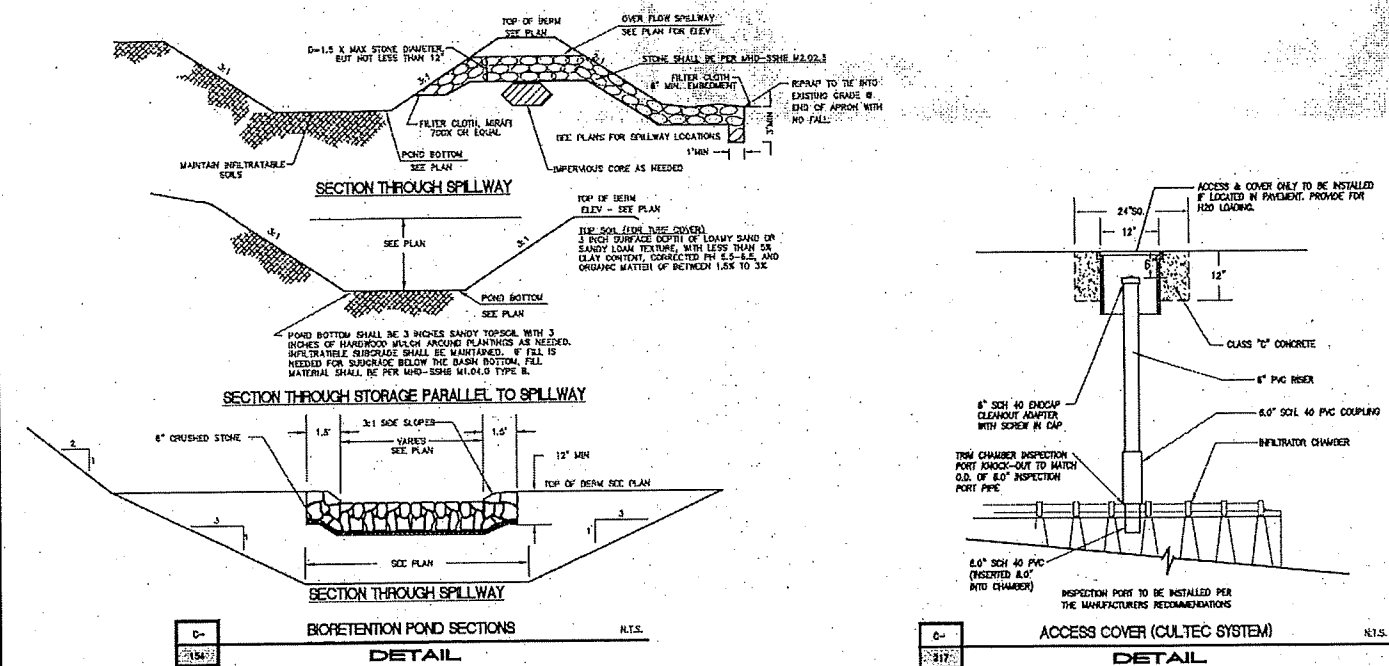 TOP OF BERM
SEE PLAN
OVER FLOW SPILLWAY
SEE PLAN FOR ELEV
D=1.5 X MAX STONE DIAMETER
BUT NOT LESS THAN 12"
STONE SHALL BE PER MHD-SSHB M2.02.3
3:1
3:1
FILTER CLOTH
6" MIN. EMBEDMENT
RIPRAP TO TIE INTO
EXISTING GRADE @
END OF APRON WITH
NO FALL.
FILTER CLOTH, MIRAFI
700X OR EQUAL
SEE PLANS FOR SPILLWAY LOCATIONS
3'MIN
1'MIN
POND BOTTOM
SEE PLAN
MAINTAIN INFILTRATABLE
SOILS
IMPERVIOUS CORE AS NEEDED
SECTION THROUGH SPILLWAY
TOP OF BERM
ELEV - SEE PLAN
3:1
SEE PLAN
3:1
TOP SOIL (FOR TURF COVER)
3 INCH SURFACE DEPTH OF LOAMY SAND OR
SANDY LOAM TEXTURE, WITH LESS THAN 5%
CLAY CONTENT, CORRECTED PH 5.5-6.5, AND
ORGANIC MATTER OF BETWEEN 1.5% TO 3%
POND BOTTOM
SEE PLAN
POND BOTTOM SHALL BE 3 INCHES SANDY TOPSOIL WITH 3
INCHES OF HARDWOOD MULCH AROUND PLANTINGS AS NEEDED.
INFILTRATIBLE SUBGRADE SHALL BE MAINTAINED. IF FILL IS
NEEDED FOR SUBGRADE BELOW THE BASIN BOTTOM, FILL
MATERIAL SHALL BE PER MHD-SSHB M1.04.0 TYPE B.
SECTION THROUGH STORAGE PARALLEL TO SPILLWAY
6" CRUSHED STONE
1.5'
3:1 SIDE SLOPES
VARIES
SEE PLAN
1.5'
12" MIN
TOP OF BERM SEE PLAN
2
1
3
1
3
1
SEE PLAN
SECTION THROUGH SPILLWAY
C-
154
BIORETENTION POND SECTIONS
N.T.S.
DETAIL
ACCESS & COVER ONLY TO BE INSTALLED
IF LOCATED IN PAVEMENT. PROVIDE FOR
H20 LOADING.
24"SQ.
12"
6"
12"
CLASS "C" CONCRETE
6" PVC RISER
6" SCH 40 ENDCAP
CLEANOUT ADAPTER
WITH SCREW IN CAP
6.0" SCH. 40 PVC COUPLING
INFILTRATOR CHAMBER
TRIM CHAMBER INSPECTION
PORT KNOCK-OUT TO MATCH
O.D. OF 6.0" INSPECTION
PORT PIPE
6.0" SCH 40 PVC
(INSERTED 8.0"
INTO CHAMBER)
INSPECTION PORT TO BE INSTALLED PER
THE MANUFACTURERS RECOMMENDATIONS
C-
317
ACCESS COVER (CULTEC SYSTEM)
N.T.S.
DETAIL